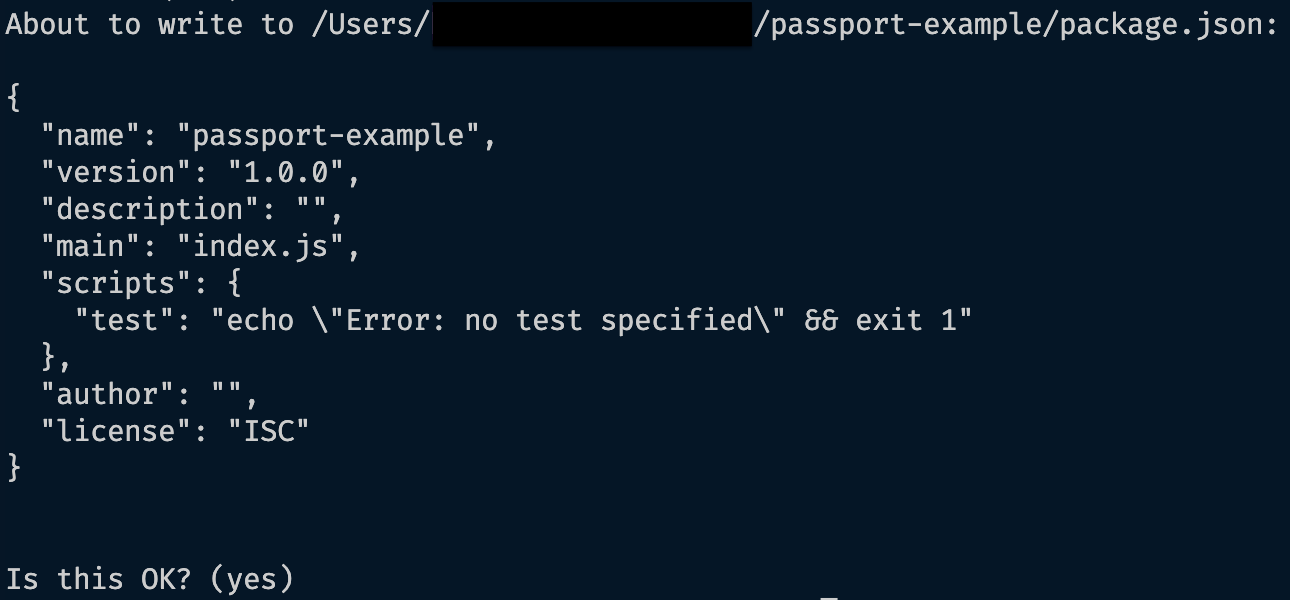 About to write to /Users/ /passport-example/package.json:
{
"name": "passport-example",
"version": "1.0.0",
"description": "",
"main": "index.js",
"scripts": {
"test": "echo \"Error: no test specified\" && exit 1"
},
"author": "",
"license": "ISC"
}
Is this OK? (yes)